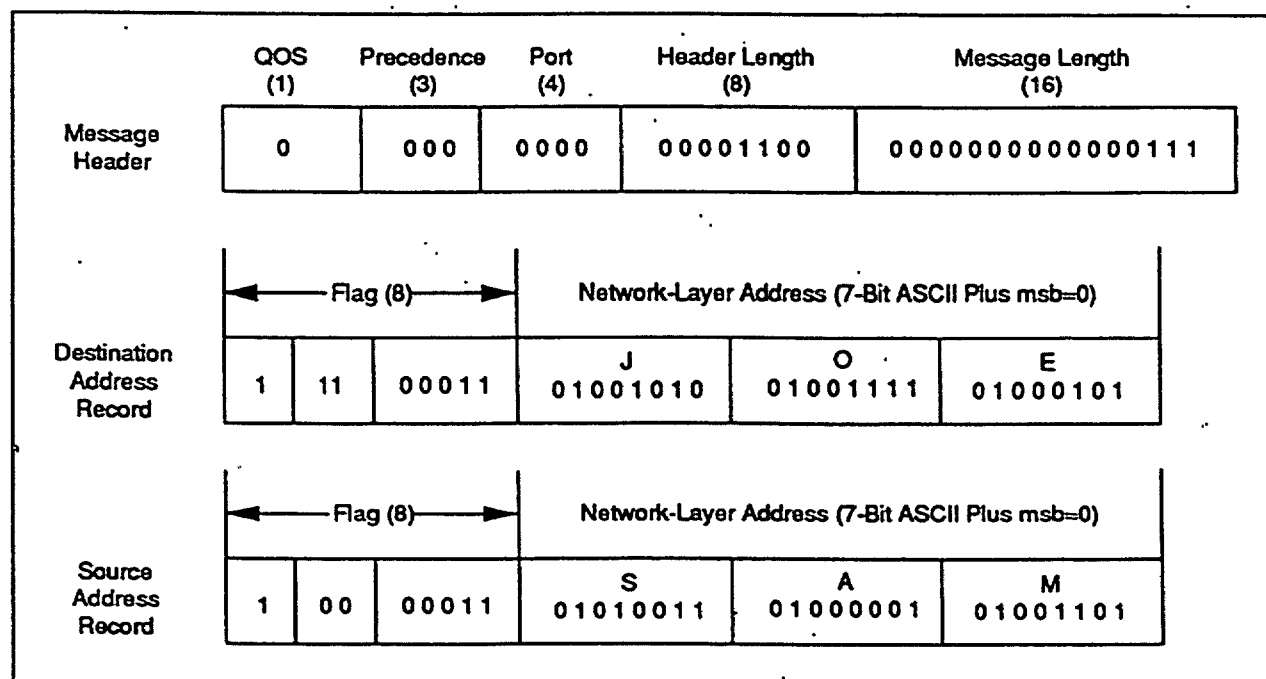 QOS Precedence Port Header Length Message Length
(1) (3) (4) (8) (16)
Message
Header
0 000 0000 00001100 0000000000000111
Flag (8) Network-Layer Address (7-Bit ASCII Plus msb=0)
Destination
Address
Record
J O E
1 11 00011 01001010 01001111 01000101
Flag (8) Network-Layer Address (7-Bit ASCII Plus msb=0)
Source
Address
Record
S A M
1 00 00011 01010011 01000001 01001101